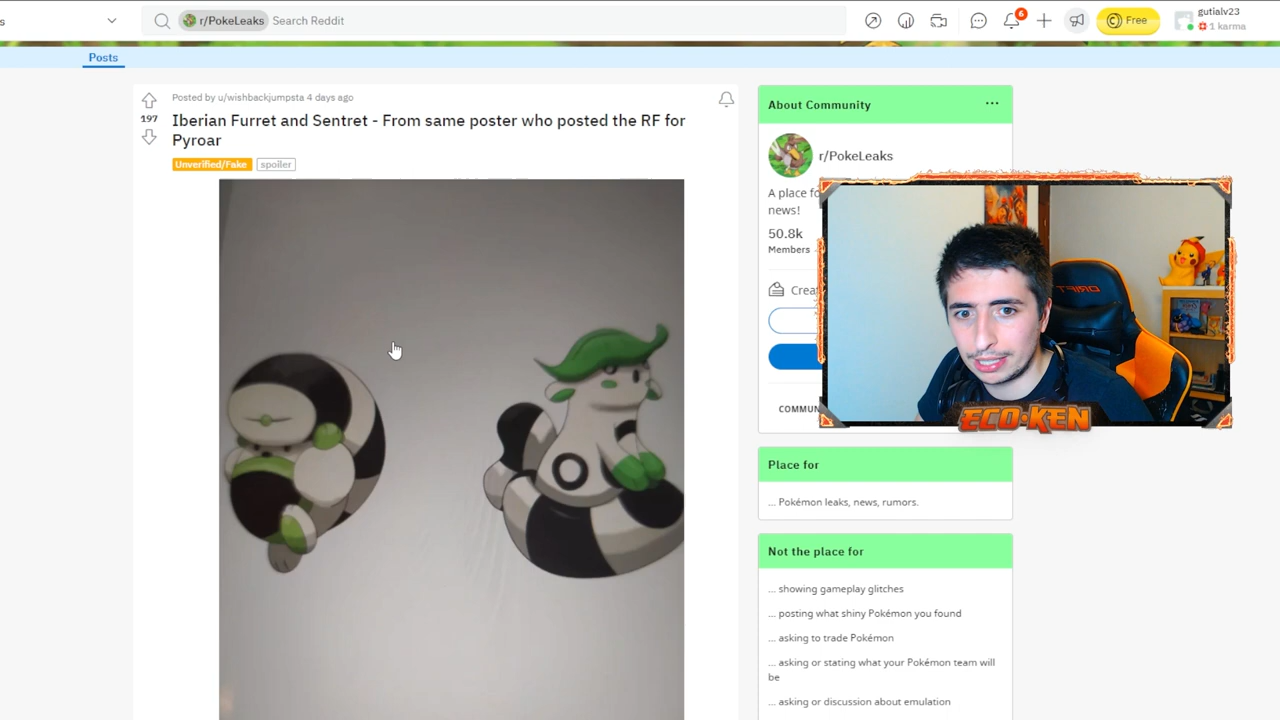 s
r/PokeLeaks Search Reddit
6
Free
gutialv23
1 karma
Posts
Posted by u/wishbackjumpsta 4 days ago
197
Iberian Furret and Sentret - From same poster who posted the RF for
Pyroar
Unverified/Fake spoiler
About Community
r/PokeLeaks
A place fo
news!
50.8k
Members
Crea
COMMUN
DRIFT
ECO·KEN
Place for
... Pokémon leaks, news, rumors.
Not the place for
... showing gameplay glitches
... posting what shiny Pokémon you found
... asking to trade Pokémon
... asking or stating what your Pokémon team will
be
... asking or discussion about emulation